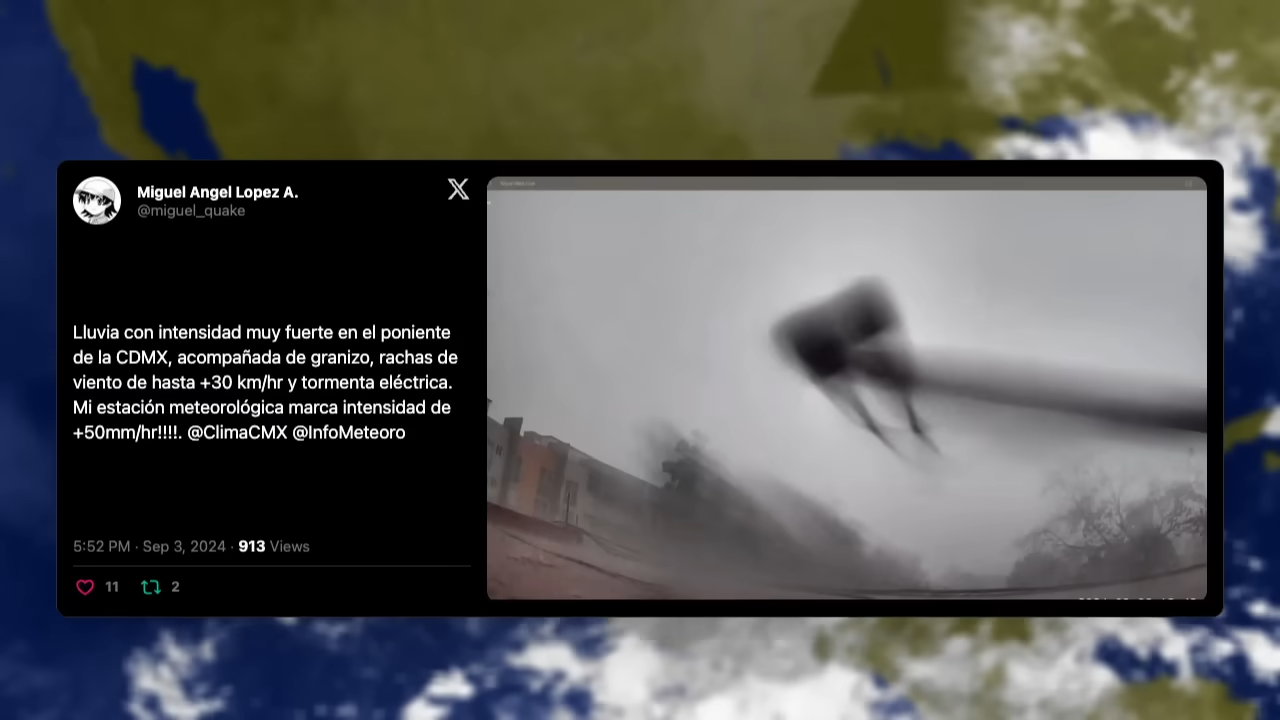 Miguel Angel Lopez A.
@miguel_quake
Lluvia con intensidad muy fuerte en el poniente
de la CDMX, acompañada de granizo, rachas de
viento de hasta +30 km/hr y tormenta eléctrica.
Mi estación meteorológica marca intensidad de
+50mm/hr!!!!. @ClimaCMX @InfoMeteoro
5:52 PM · Sep 3, 2024 · 913 Views
11 2